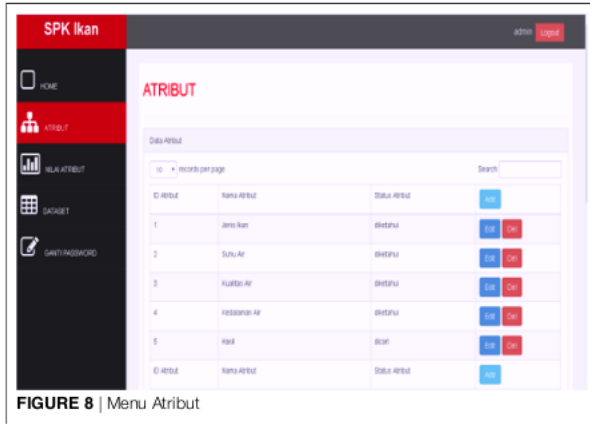 SPK Ikan
admin Logout
HOME
ATRIBUT
NILAI ATRIBUT
DATASET
GANTI PASSWORD
ATRIBUT
Data Atribut
10 records per page Search:
ID Atribut Nama Atribut Status Atribut Add
1 Jenis Ikan diketahui Edit Del
2 Suhu Air diketahui Edit Del
3 Kualitas Air diketahui Edit Del
4 Kedalaman Air diketahui Edit Del
5 Hasil dicari Edit Del
ID Atribut Nama Atribut Status Atribut Add
FIGURE 8 | Menu Atribut